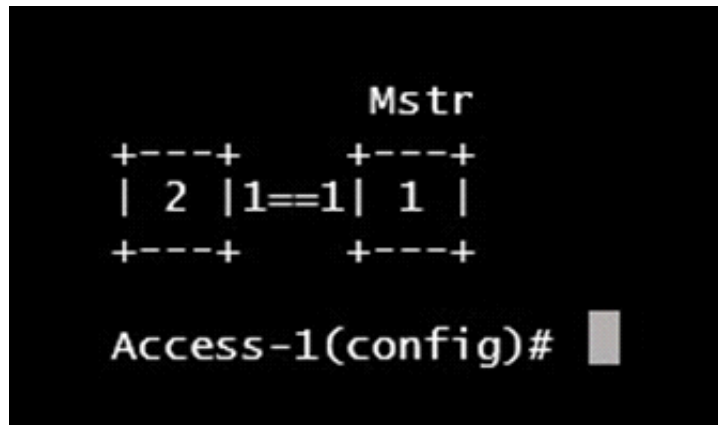 Mstr
+---+    +---+
| 2 |1==1| 1 |
+---+    +---+
Access-1(config)#